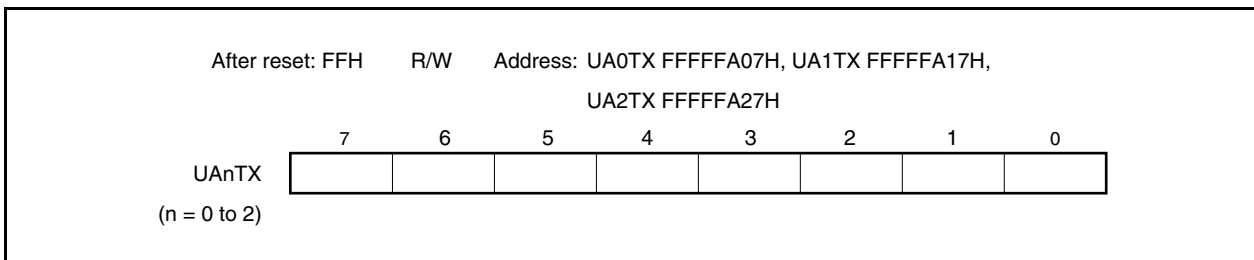 After reset: FFH R/W Address: UA0TX FFFFFA07H, UA1TX FFFFFA17H,
UA2TX FFFFFA27H
7 6 5 4 3 2 1 0
UAnTX
(n = 0 to 2)